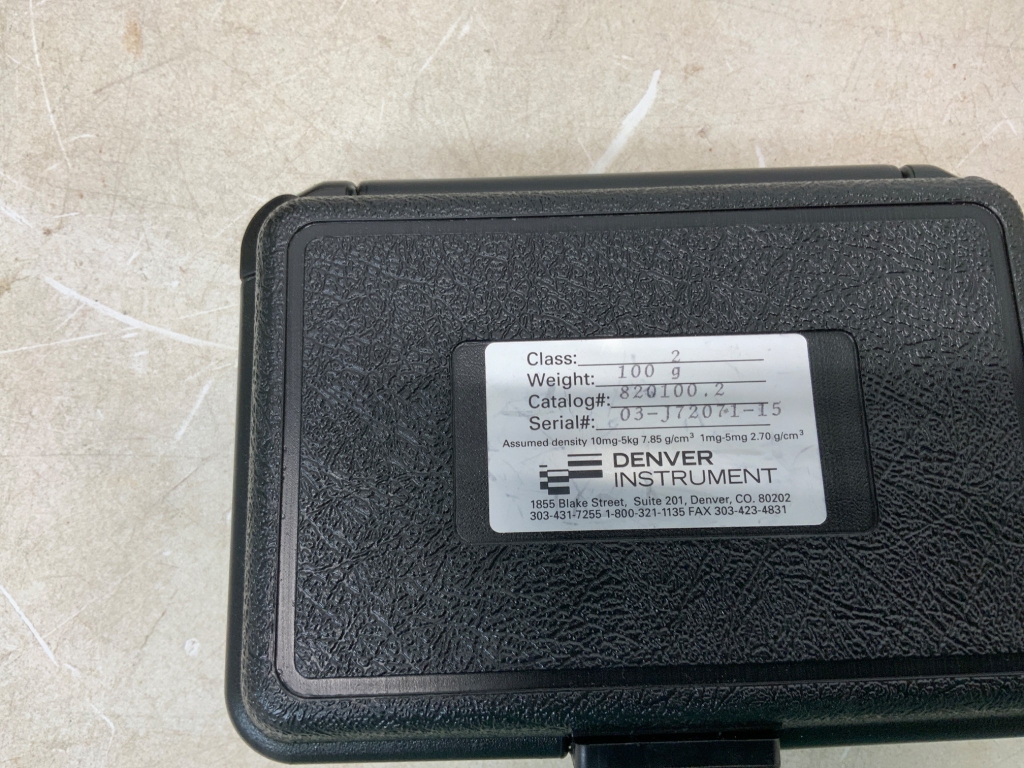 Class: 2
Weight: 100 g
Catalog#: 820100.2
Serial#: 03-J72071-15
Assumed density 10mg-5kg 7.85 g/cm³ 1mg-5mg 2.70 g/cm³
DENVER
INSTRUMENT
1855 Blake Street, Suite 201, Denver, CO. 80202
303-431-7255 1-800-321-1135 FAX 303-423-4831